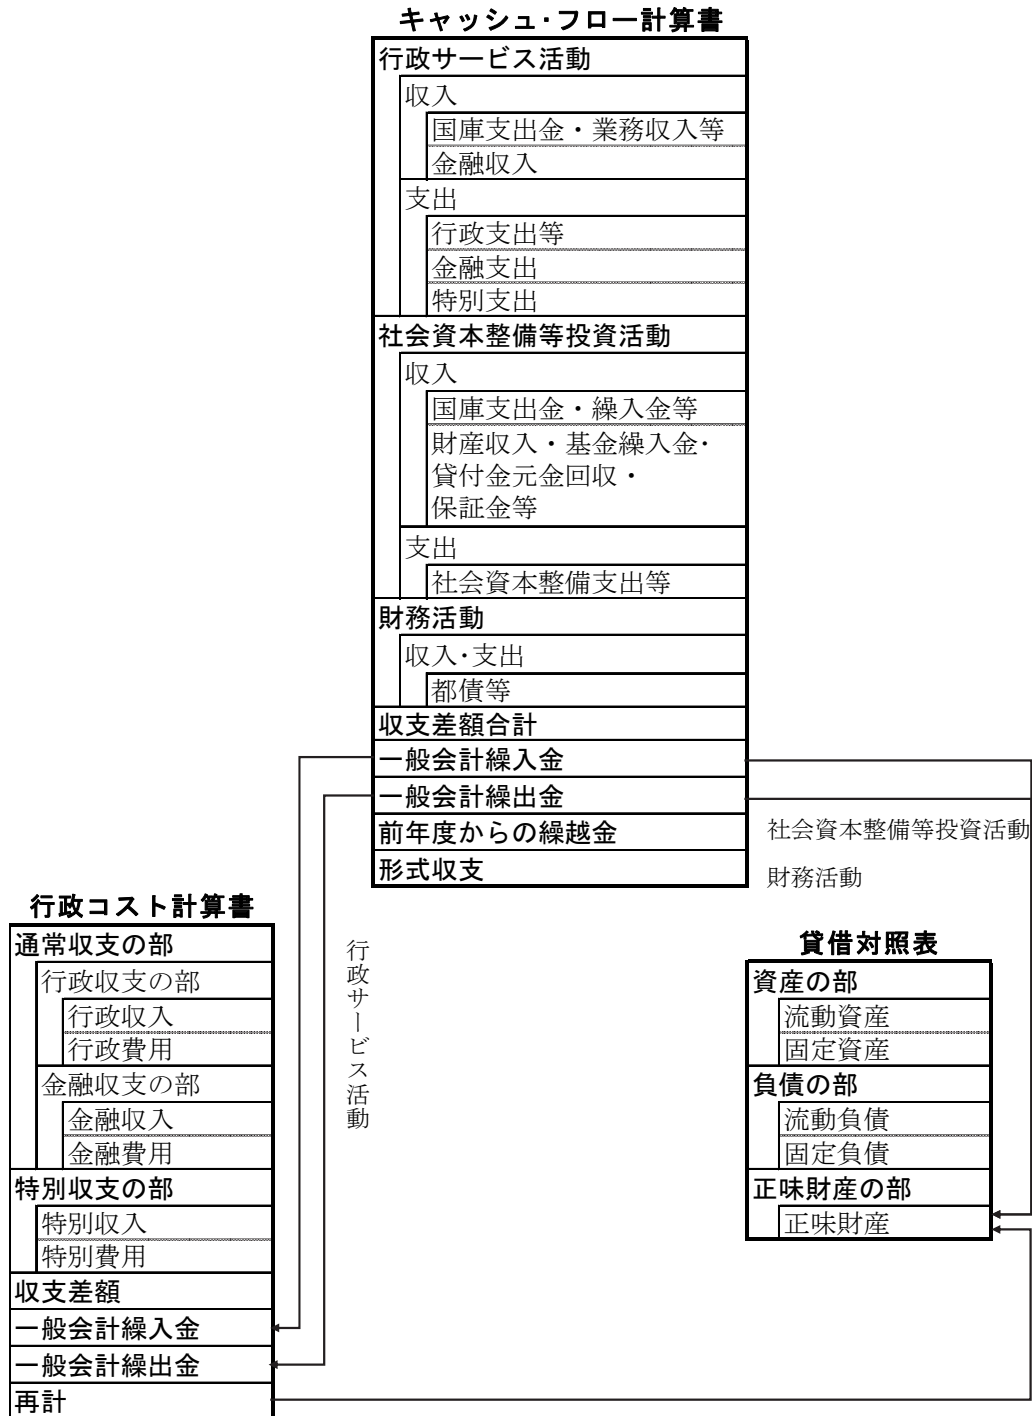 キャッシュ・フロー計算書
行政サービス活動
収入
国庫支出金・業務収入等
金融収入
支出
行政支出等
金融支出
特別支出
社会資本整備等投資活動
収入
国庫支出金・繰入金等
財産収入・基金繰入金・
貸付金元金回収・
保証金等
支出
社会資本整備支出等
財務活動
収入・支出
都債等
収支差額合計
一般会計繰入金
一般会計繰出金
前年度からの繰越金
形式収支
社会資本整備等投資活動
財務活動
行政サービス活動
行政コスト計算書
通常収支の部
行政収支の部
行政収入
行政費用
金融収支の部
金融収入
金融費用
特別収支の部
特別収入
特別費用
収支差額
一般会計繰入金
一般会計繰出金
再計
貸借対照表
資産の部
流動資産
固定資産
負債の部
流動負債
固定負債
正味財産の部
正味財産